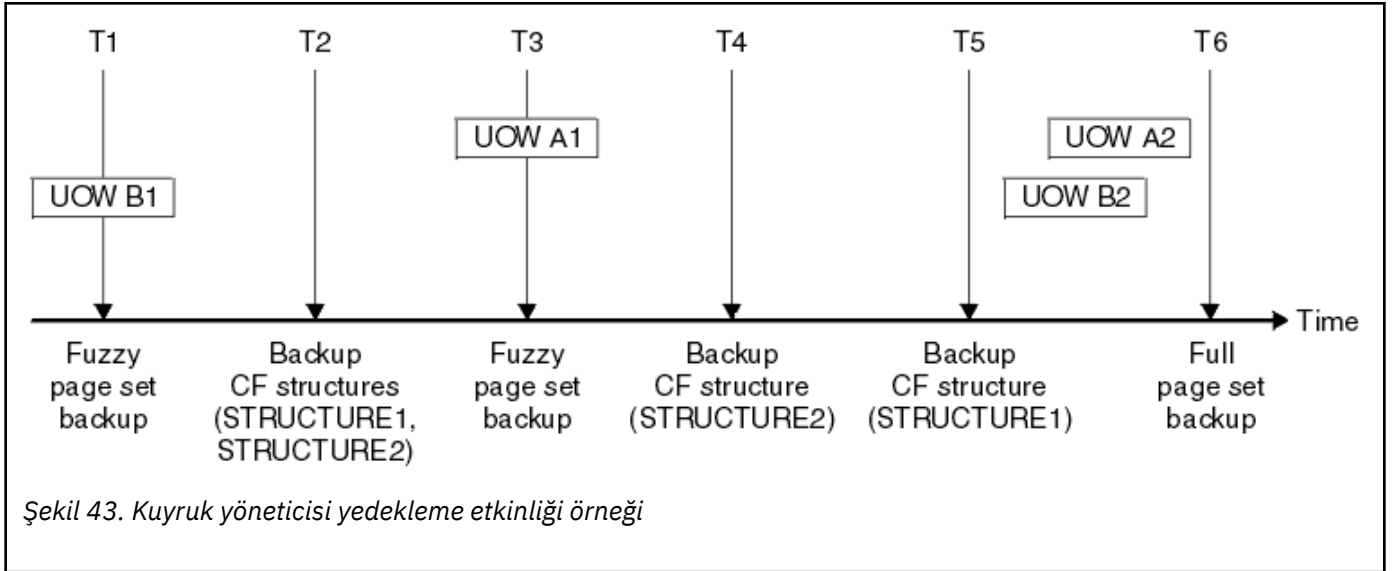 T1 T2 T3 T4 T5 T6
UOW A1 UOW A2
UOW B1 UOW B2
Time
Fuzzy page set backup
Backup CF structures (STRUCTURE1, STRUCTURE2)
Fuzzy page set backup
Backup CF structure (STRUCTURE2)
Backup CF structure (STRUCTURE1)
Full page set backup
Şekil 43. Kuyruk yöneticisi yedekleme etkinliği örneği